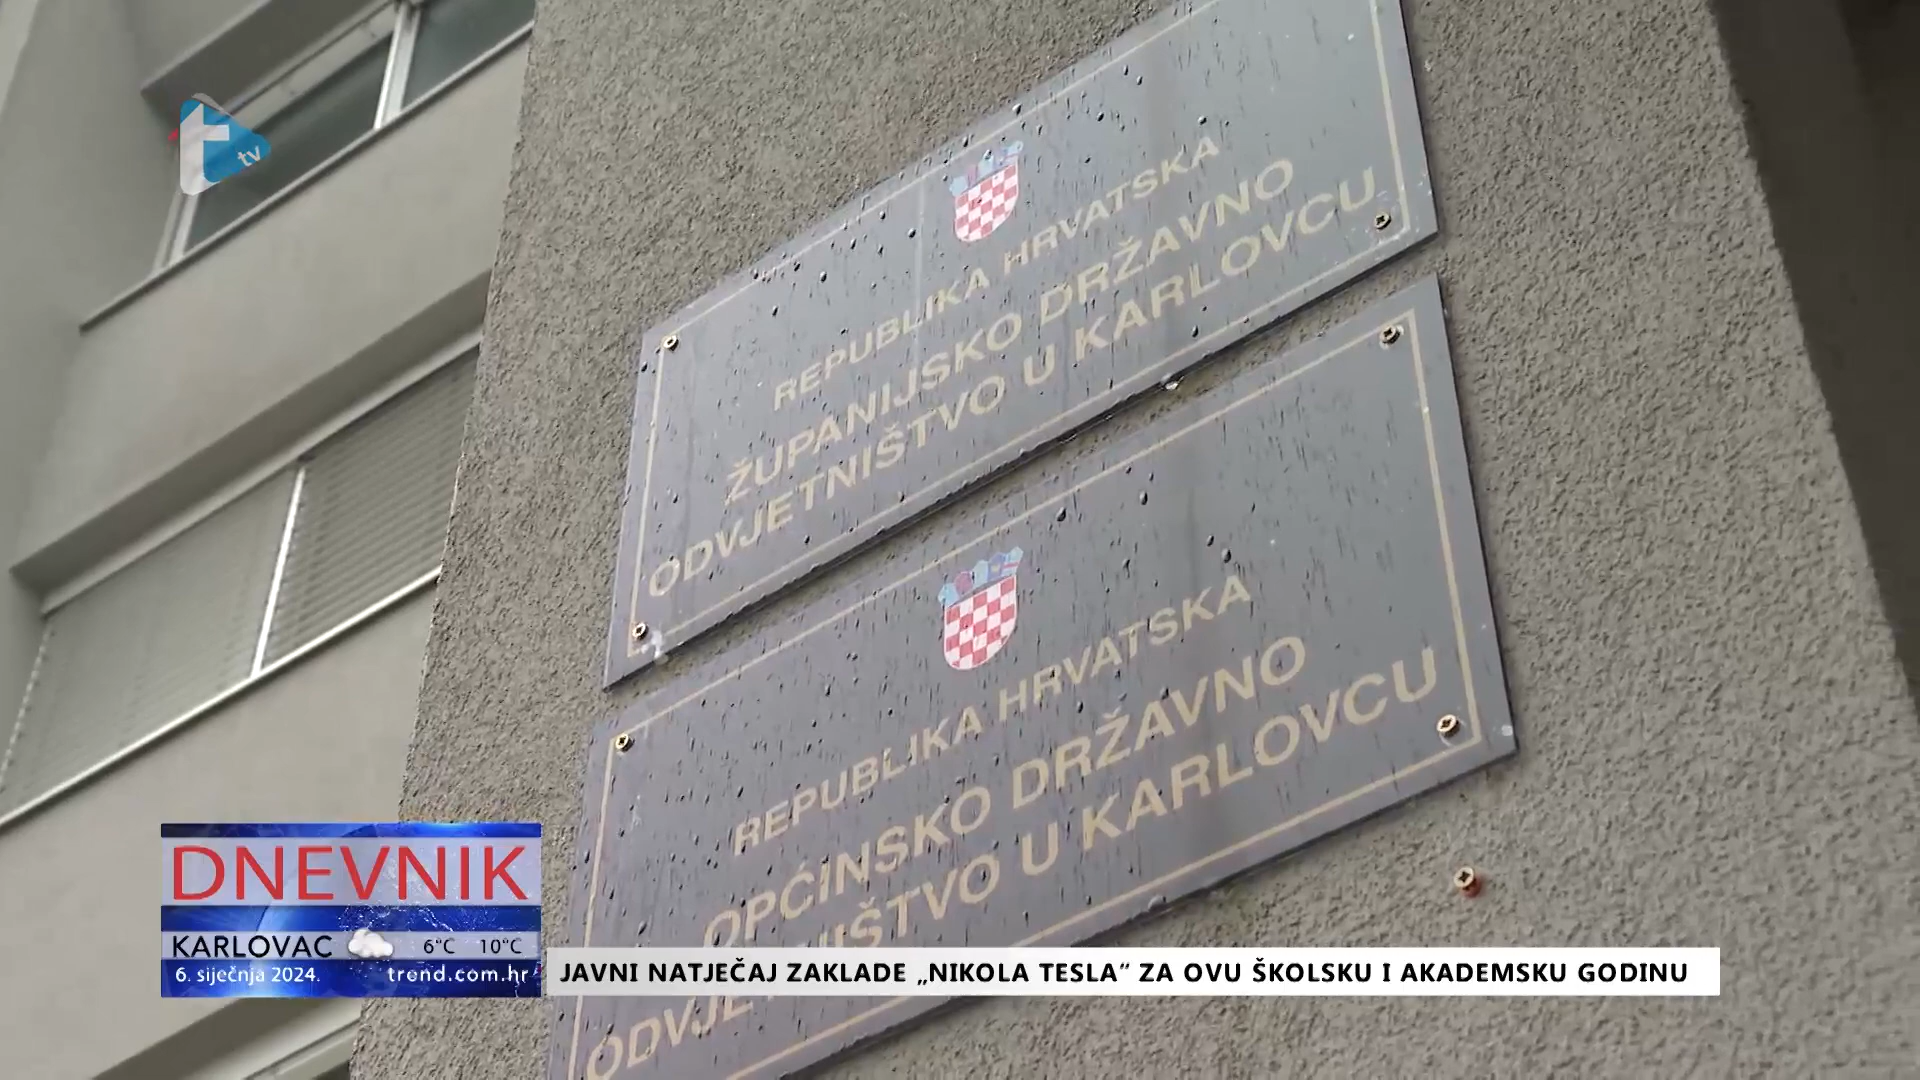 t tv
REPUBLIKA HRVATSKA
ŽUPANIJSKO DRŽAVNO
ODVJETNIŠTVO U KARLOVCU
REPUBLIKA HRVATSKA
OPĆINSKO DRŽAVNO
ODVJETNIŠTVO U KARLOVCU
DNEVNIK
KARLOVAC 6°C 10°C
6. siječnja 2024. trend.com.hr
JAVNI NATJEČAJ ZAKLADE „NIKOLA TESLA“ ZA OVU ŠKOLSKU I AKADEMSKU GODINU